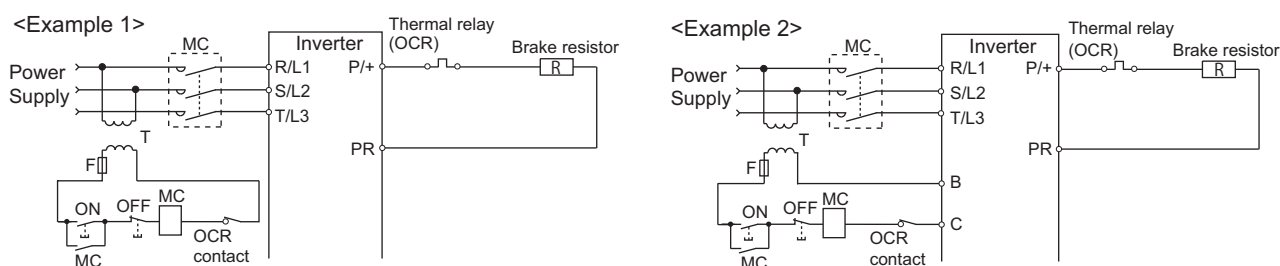 <Example 1>
MC
Inverter
Thermal relay
(OCR)
Brake resistor
Power
Supply
R/L1
S/L2
T/L3
P/+
R
T
PR
F
ON
OFF
MC
MC
OCR
contact
<Example 2>
MC
Inverter
Thermal relay
(OCR)
Brake resistor
Power
Supply
R/L1
S/L2
T/L3
P/+
R
T
PR
F
B
ON
OFF
MC
C
MC
OCR
contact